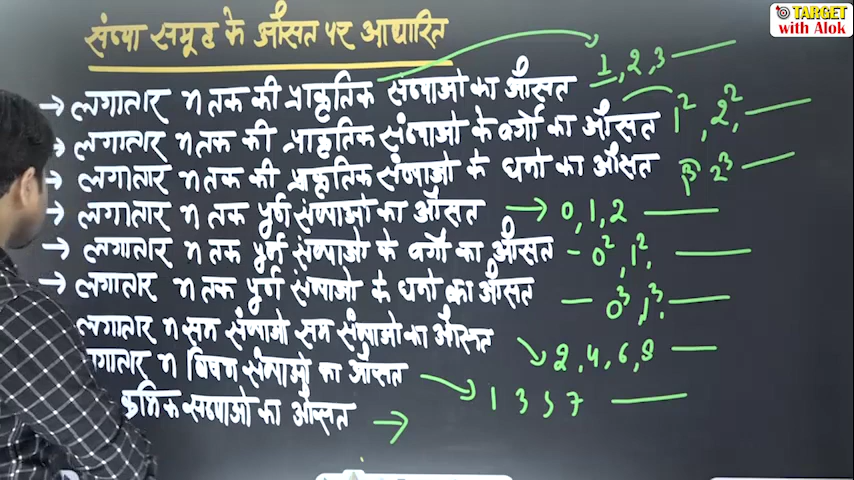 TARGET
with Alok
संख्या समूह के औसत पर आधारित
→ लगातार n तक की प्राकृतिक संख्याओ का औसत 1, 2, 3
→ लगातार n तक की प्राकृतिक संख्याओ के वर्गो का औसत 1², 2²,
→ लगातार n तक की प्राकृतिक संख्याओ के घनो का औसत 1³ 2³
→ लगातार n तक पूर्ण संख्याओ का औसत → 0, 1, 2
→ लगातार n तक पूर्ण संख्याओ के वर्गो का औसत - 0², 1²,
→ लगातार n तक पूर्ण संख्याओ के घनो का औसत - 0³, 1³,
लगातार n सम संख्याओ सम संख्याओ का औसत → 2, 4, 6, 8
गातार n विषम संख्याओ का औसत → 1 3 5 7
क्रमिक संख्याओ का औसत →